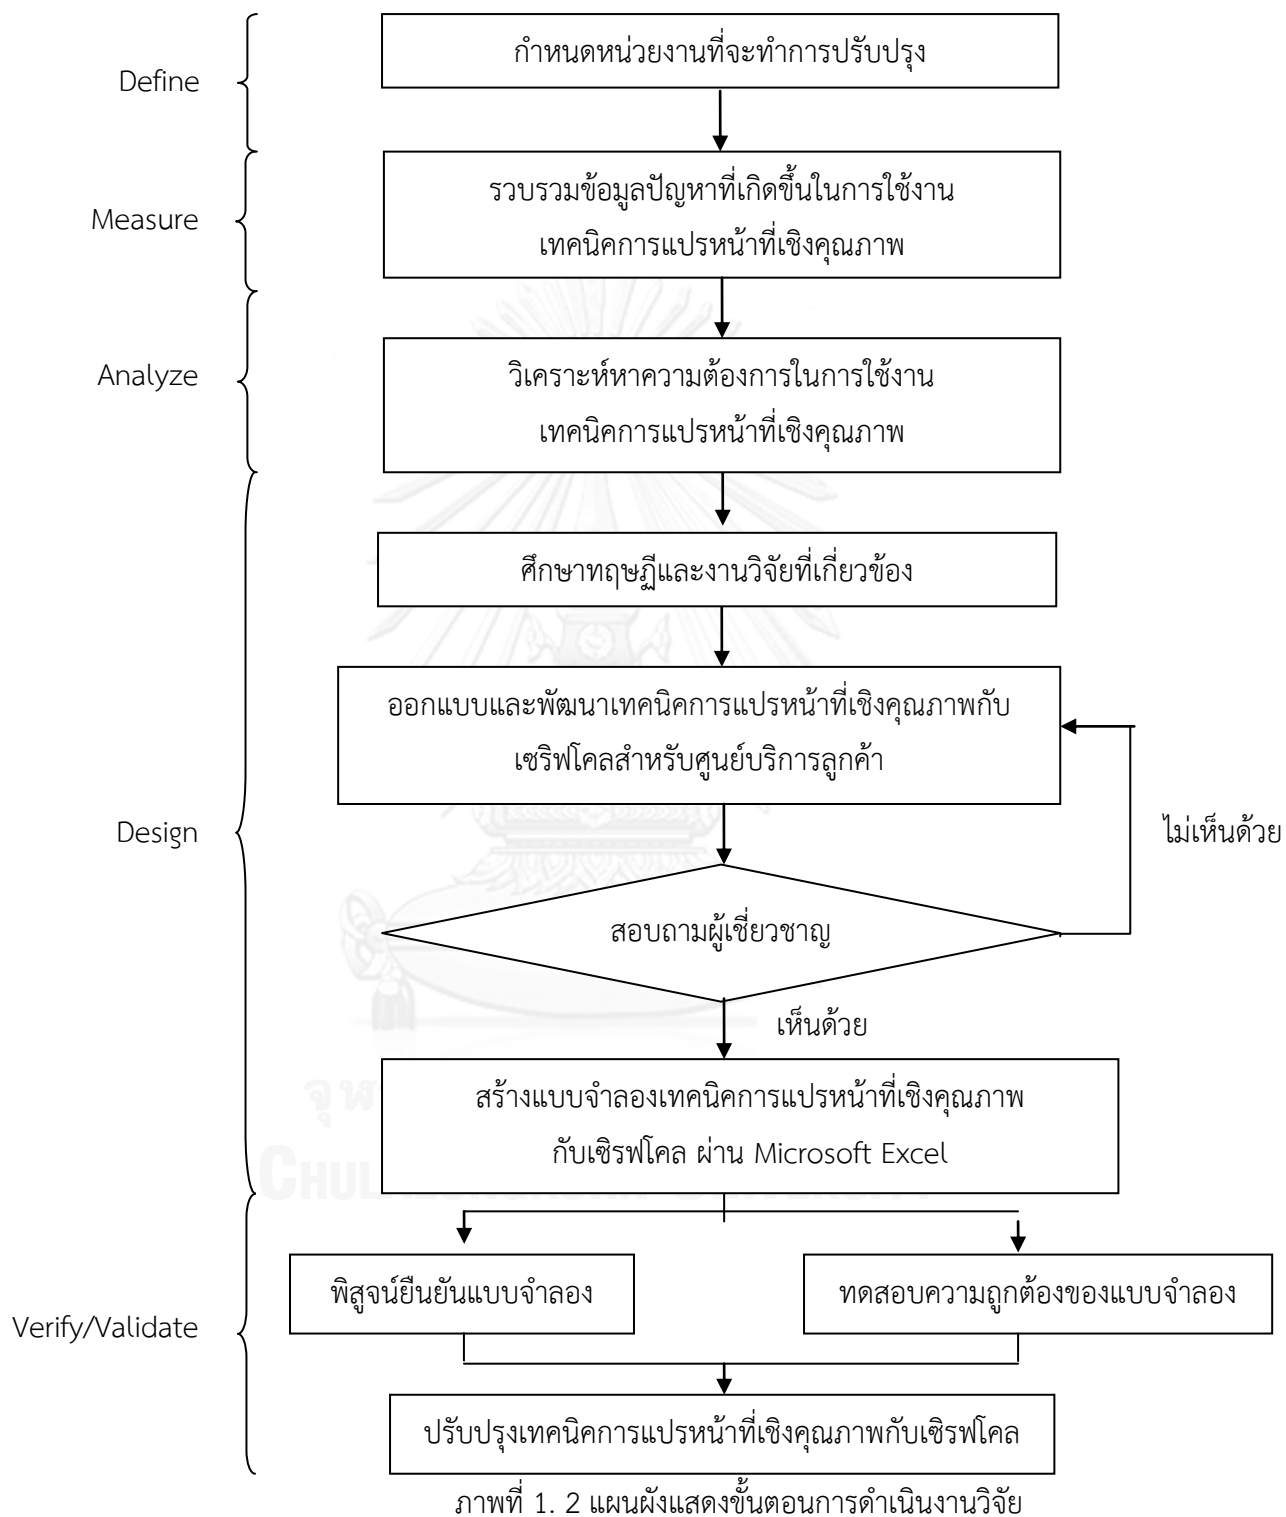 กำหนดหน่วยงานที่จะทำการปรับปรุง
Define
รวบรวมข้อมูลปัญหาที่เกิดขึ้นในการใช้งาน
เทคนิคการแปรหน้าที่เชิงคุณภาพ
Measure
วิเคราะห์หาความต้องการในการใช้งาน
เทคนิคการแปรหน้าที่เชิงคุณภาพ
Analyze
ศึกษาทฤษฏีและงานวิจัยที่เกี่ยวข้อง
ออกแบบและพัฒนาเทคนิคการแปรหน้าที่เชิงคุณภาพกับ
เซริฟโคลสำหรับศูนย์บริการลูกค้า
Design
ไม่เห็นด้วย
สอบถามผู้เชี่ยวชาญ
เห็นด้วย
สร้างแบบจำลองเทคนิคการแปรหน้าที่เชิงคุณภาพ
กับเซิรฟโคล ผ่าน Microsoft Excel
พิสูจน์ยืนยันแบบจำลอง
ทดสอบความถูกต้องของแบบจำลอง
Verify/Validate
ปรับปรุงเทคนิคการแปรหน้าที่เชิงคุณภาพกับเซิรฟโคล
ภาพที่ 1. 2 แผนผังแสดงขั้นตอนการดำเนินงานวิจัย